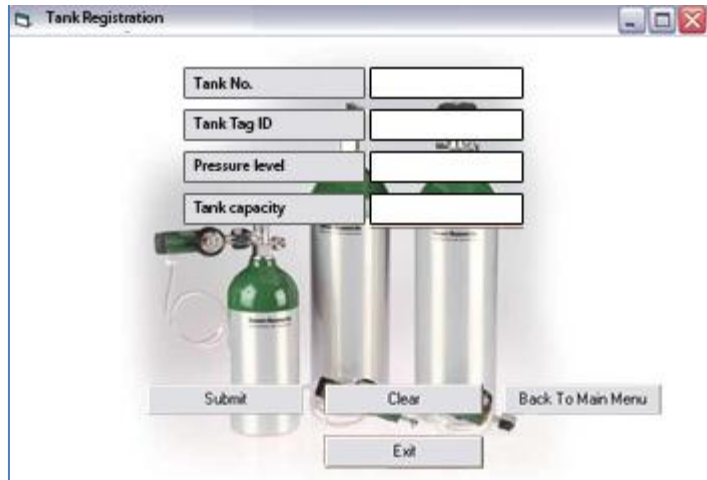 Tank Registration
Tank No.
Tank Tag ID
Pressure level
Tank capacity
Submit
Clear
Back To Main Menu
Exit